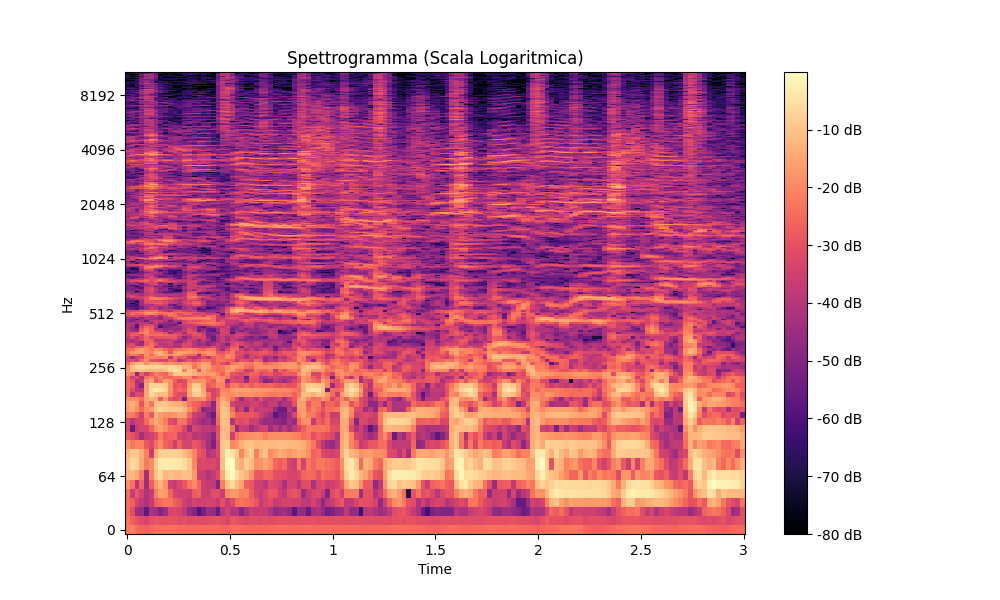 Spettrogramma (Scala Logaritmica)
Hz
8192
4096
2048
1024
512
256
128
64
0
0 0.5 1 1.5 2 2.5 3
Time
-10 dB
-20 dB
-30 dB
-40 dB
-50 dB
-60 dB
-70 dB
-80 dB